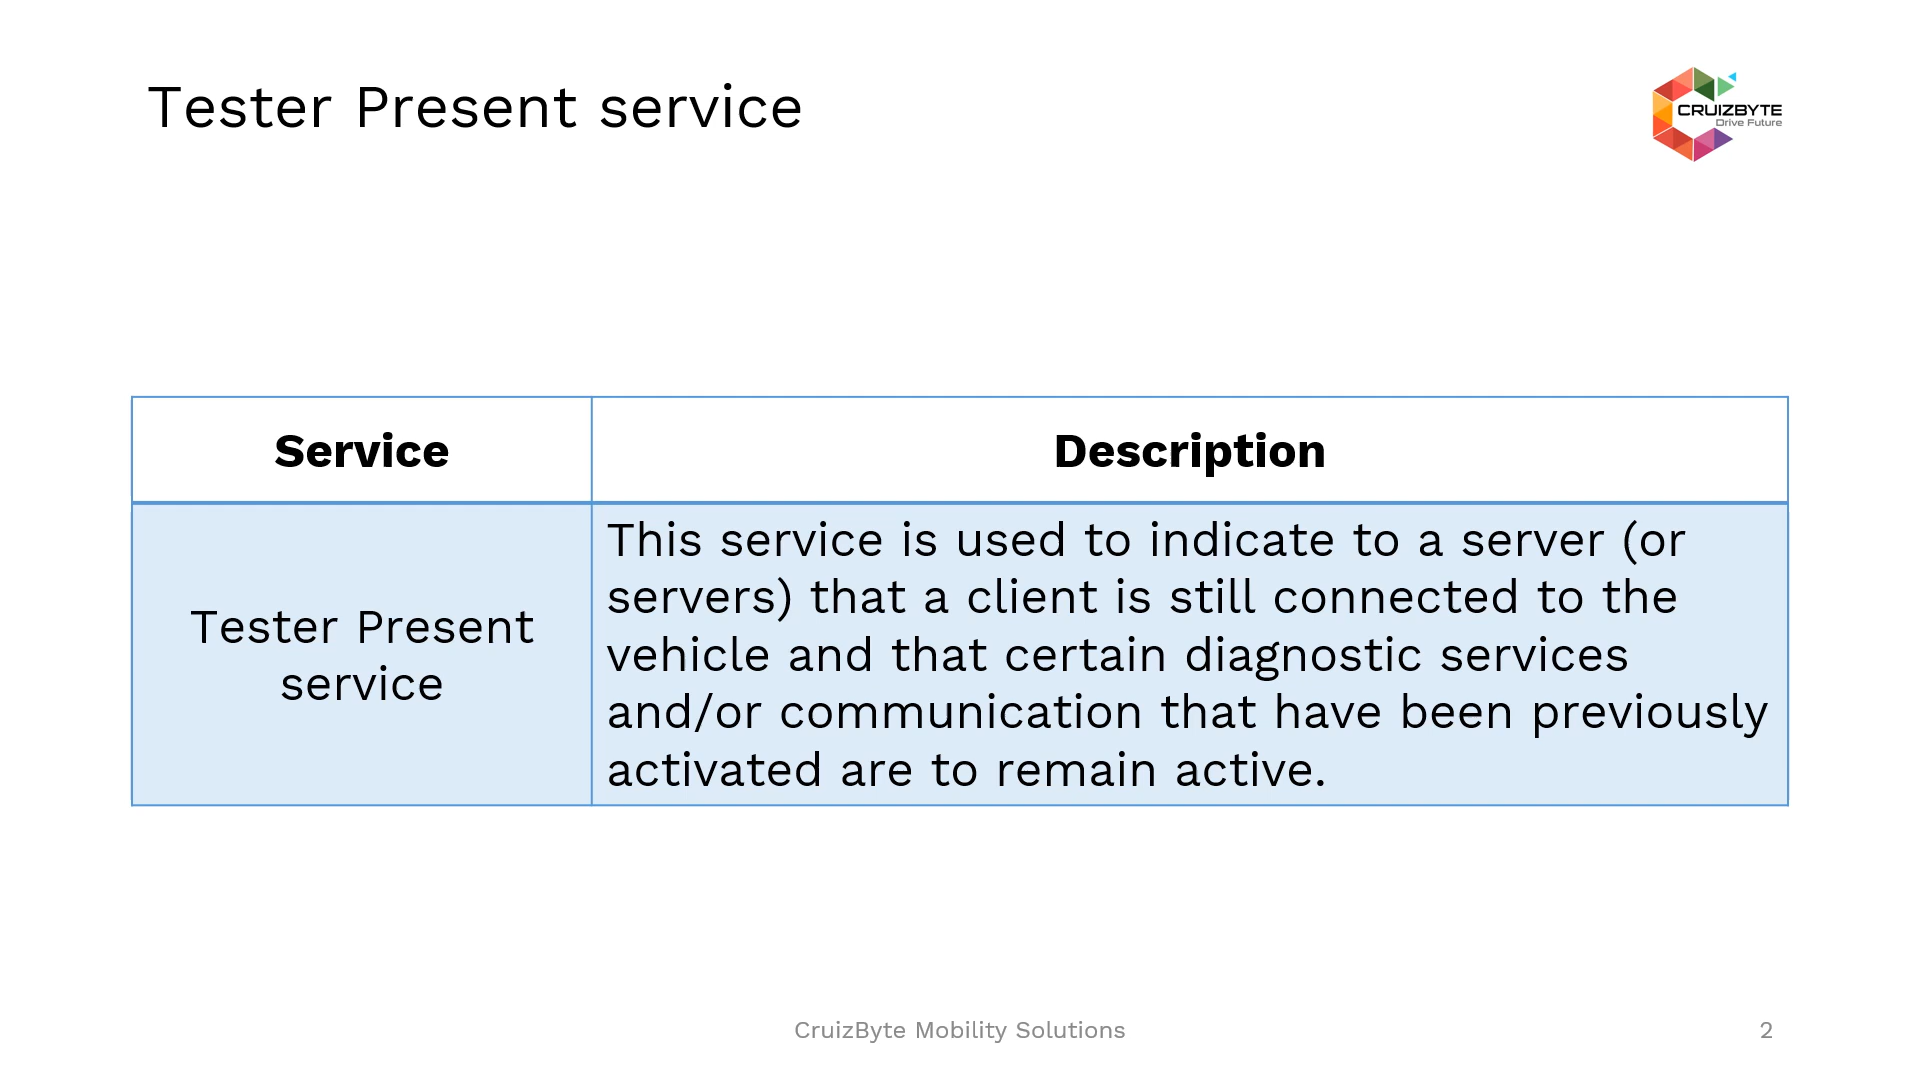 Tester Present service
CRUIZBYTE
Drive Future
Service
Description
Tester Present
service
This service is used to indicate to a server (or
servers) that a client is still connected to the
vehicle and that certain diagnostic services
and/or communication that have been previously
activated are to remain active.
CruizByte Mobility Solutions
2